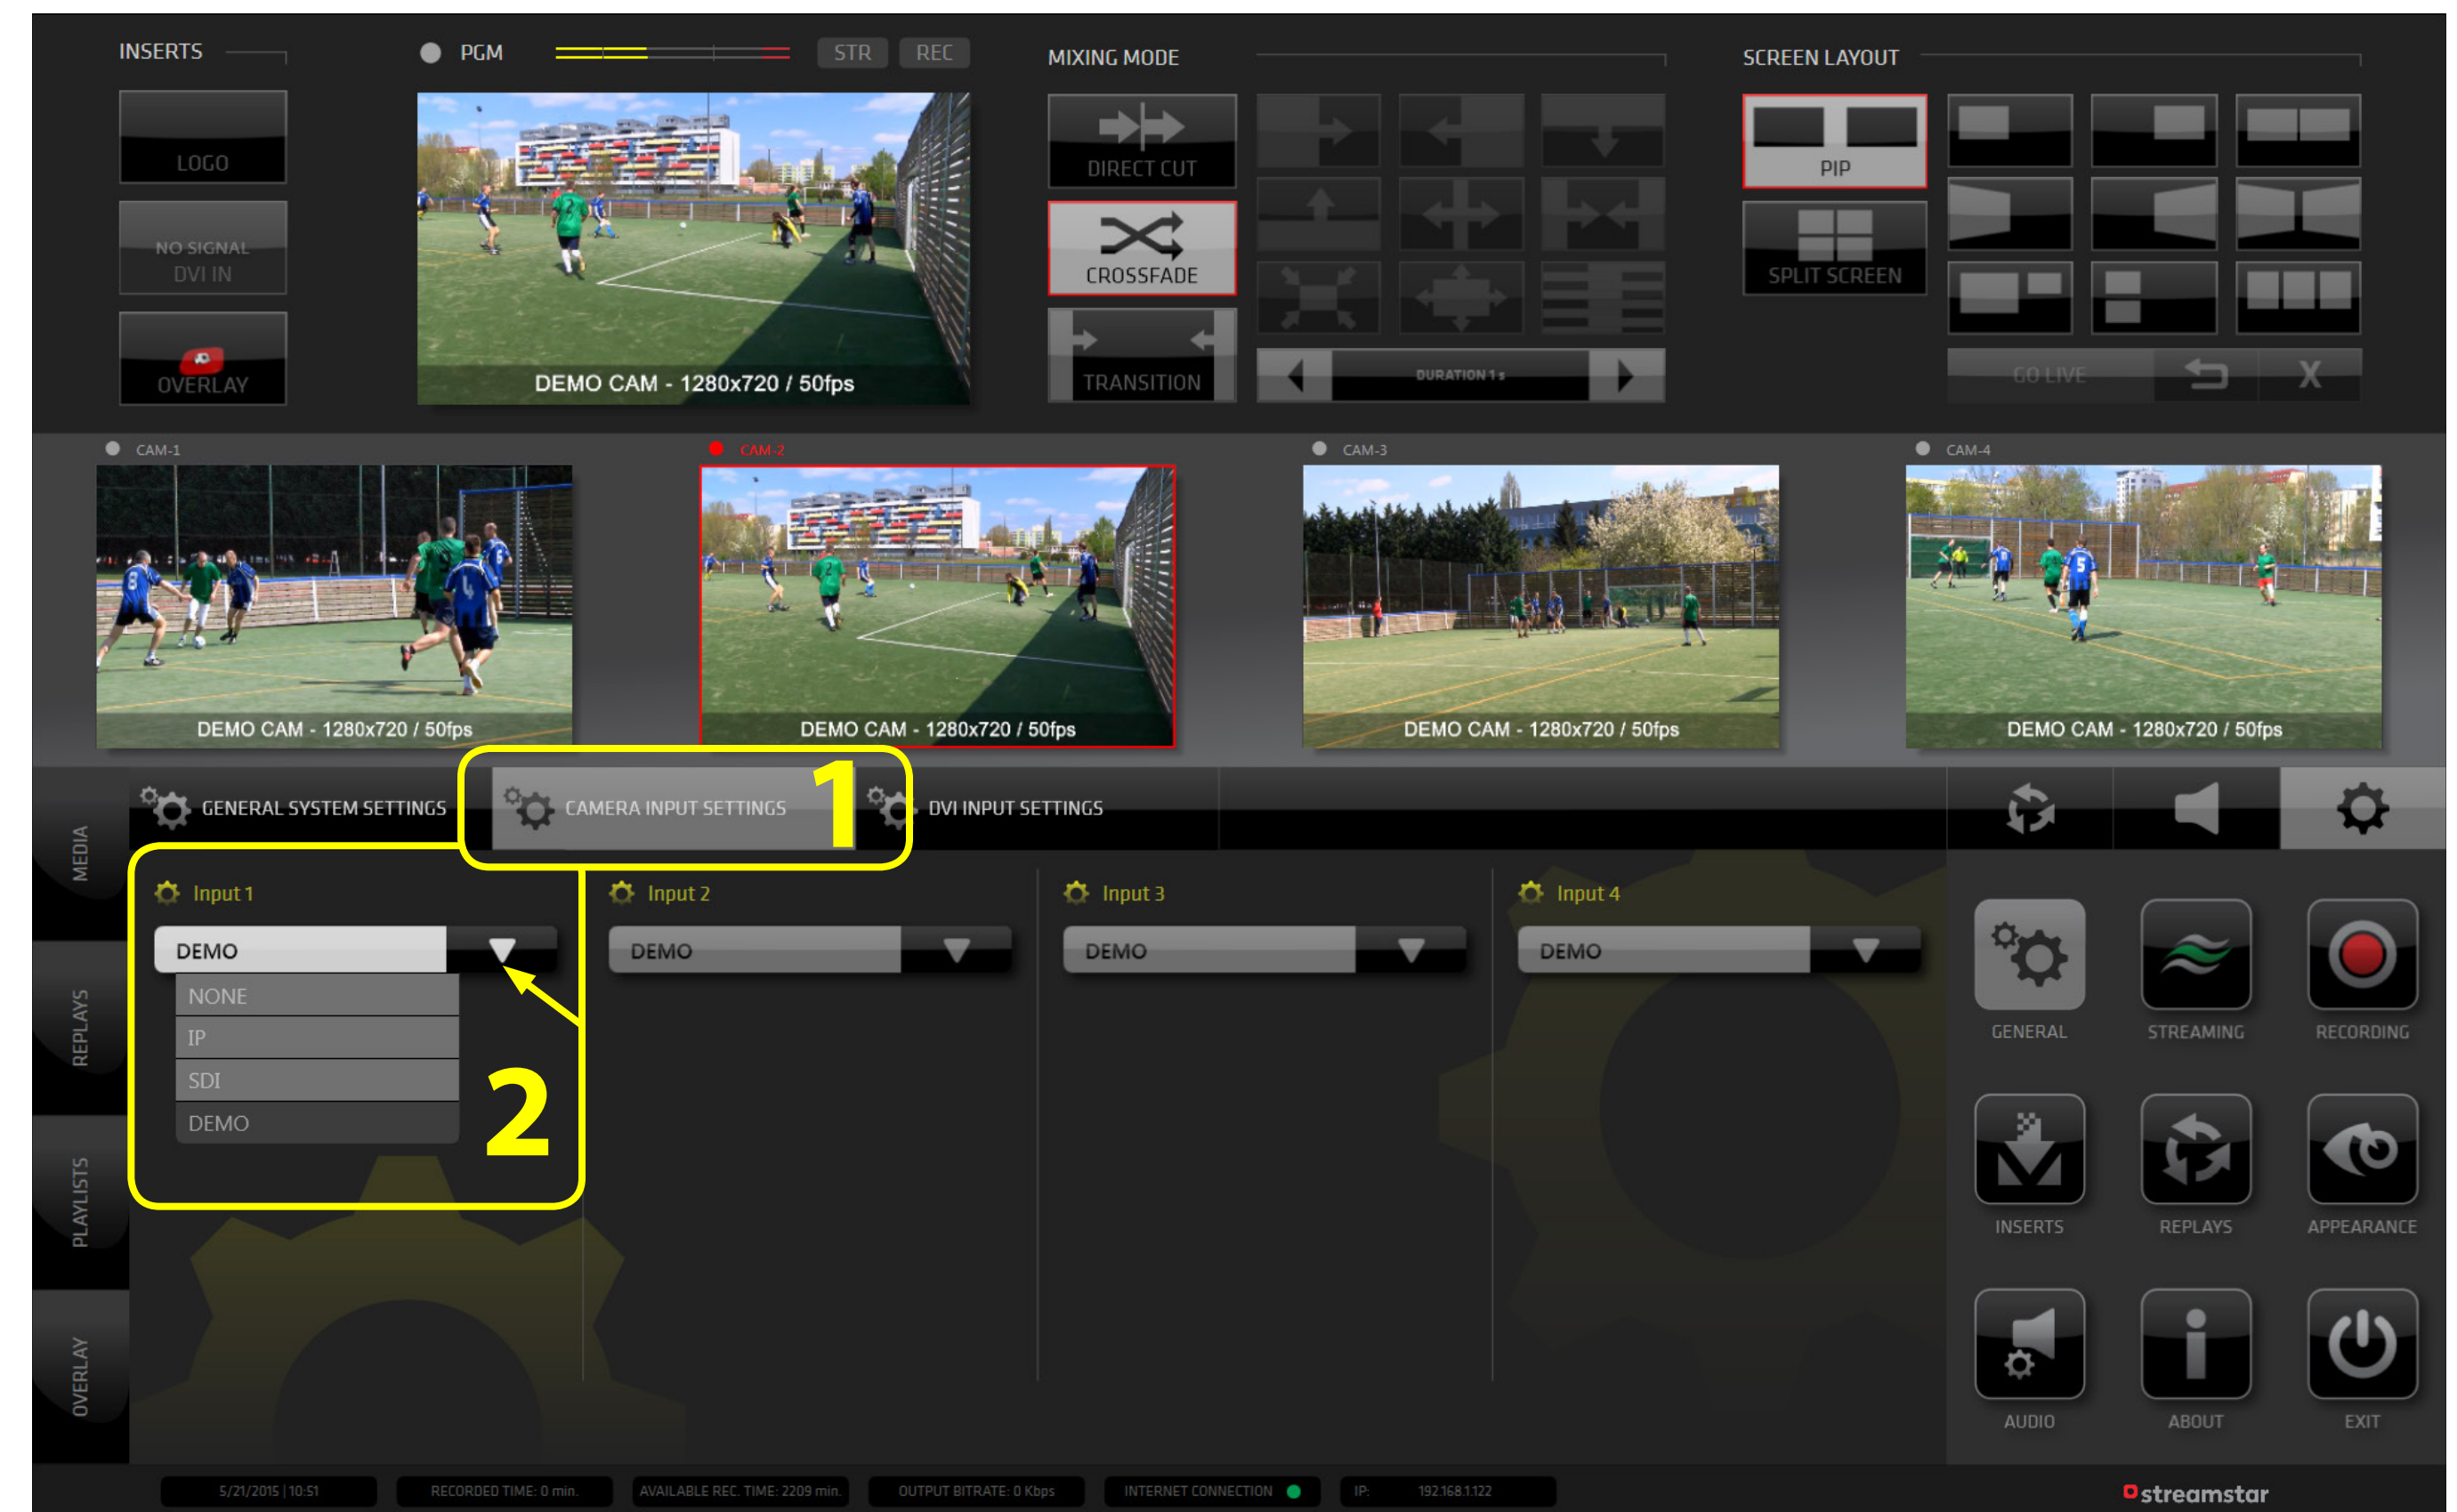 INSERTS
PGM
STR
REC
MIXING MODE
SCREEN LAYOUT
LOGO
NO SIGNAL
DVI IN
OVERLAY
DEMO CAM - 1280x720 / 50fps
DIRECT CUT
CROSSFADE
TRANSITION
DURATION 1 s
PIP
SPLIT SCREEN
GO LIVE
X
CAM-1
CAM-2
CAM-3
CAM-4
DEMO CAM - 1280x720 / 50fps
DEMO CAM - 1280x720 / 50fps
DEMO CAM - 1280x720 / 50fps
DEMO CAM - 1280x720 / 50fps
GENERAL SYSTEM SETTINGS
CAMERA INPUT SETTINGS
1
DVI INPUT SETTINGS
MEDIA
REPLAYS
PLAYLISTS
OVERLAY
Input 1
Input 2
Input 3
Input 4
DEMO
DEMO
DEMO
DEMO
NONE
IP
SDI
DEMO
2
GENERAL
STREAMING
RECORDING
INSERTS
REPLAYS
APPEARANCE
AUDIO
ABOUT
EXIT
5/21/2015 | 10:51
RECORDED TIME: 0 min.
AVAILABLE REC. TIME: 2209 min.
OUTPUT BITRATE: 0 Kbps
INTERNET CONNECTION
IP: 192.168.1.122
streamstar